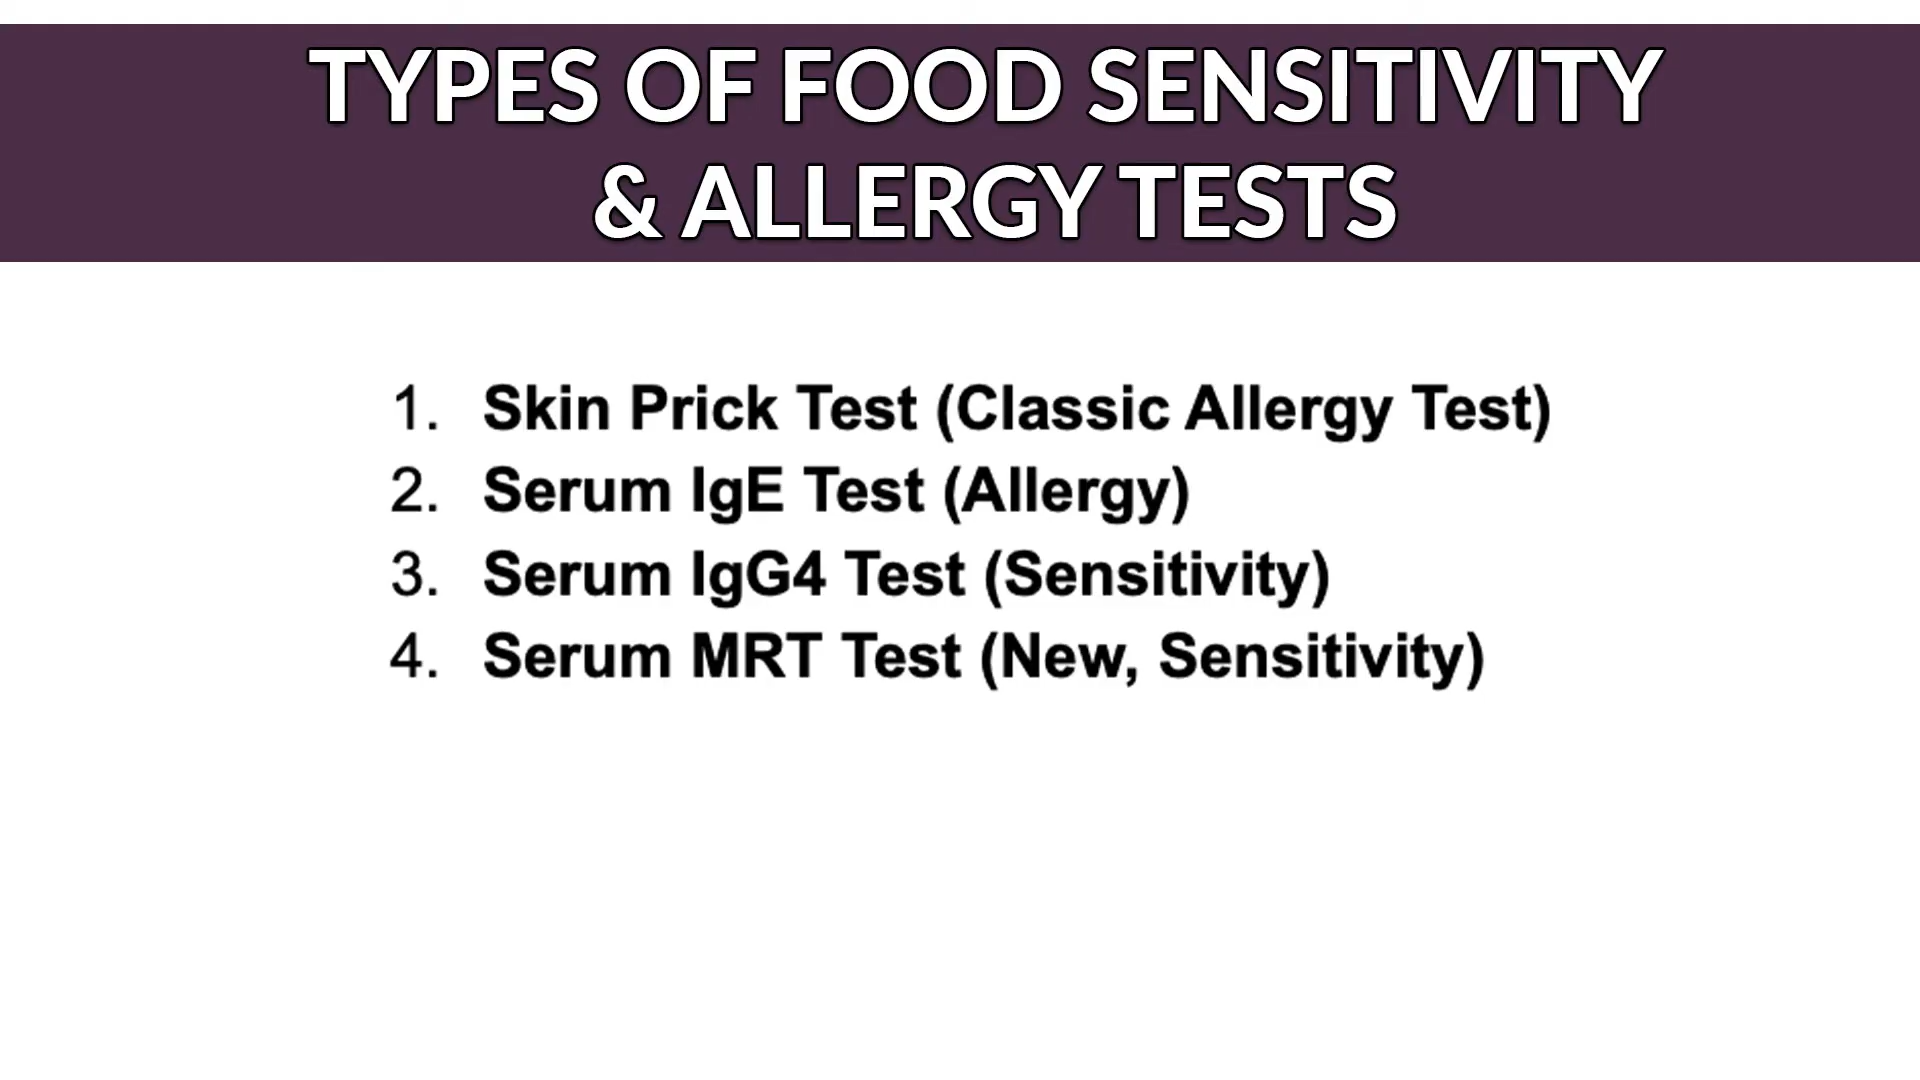 TYPES OF FOOD SENSITIVITY
& ALLERGY TESTS
1. Skin Prick Test (Classic Allergy Test)
2. Serum IgE Test (Allergy)
3. Serum IgG4 Test (Sensitivity)
4. Serum MRT Test (New, Sensitivity)